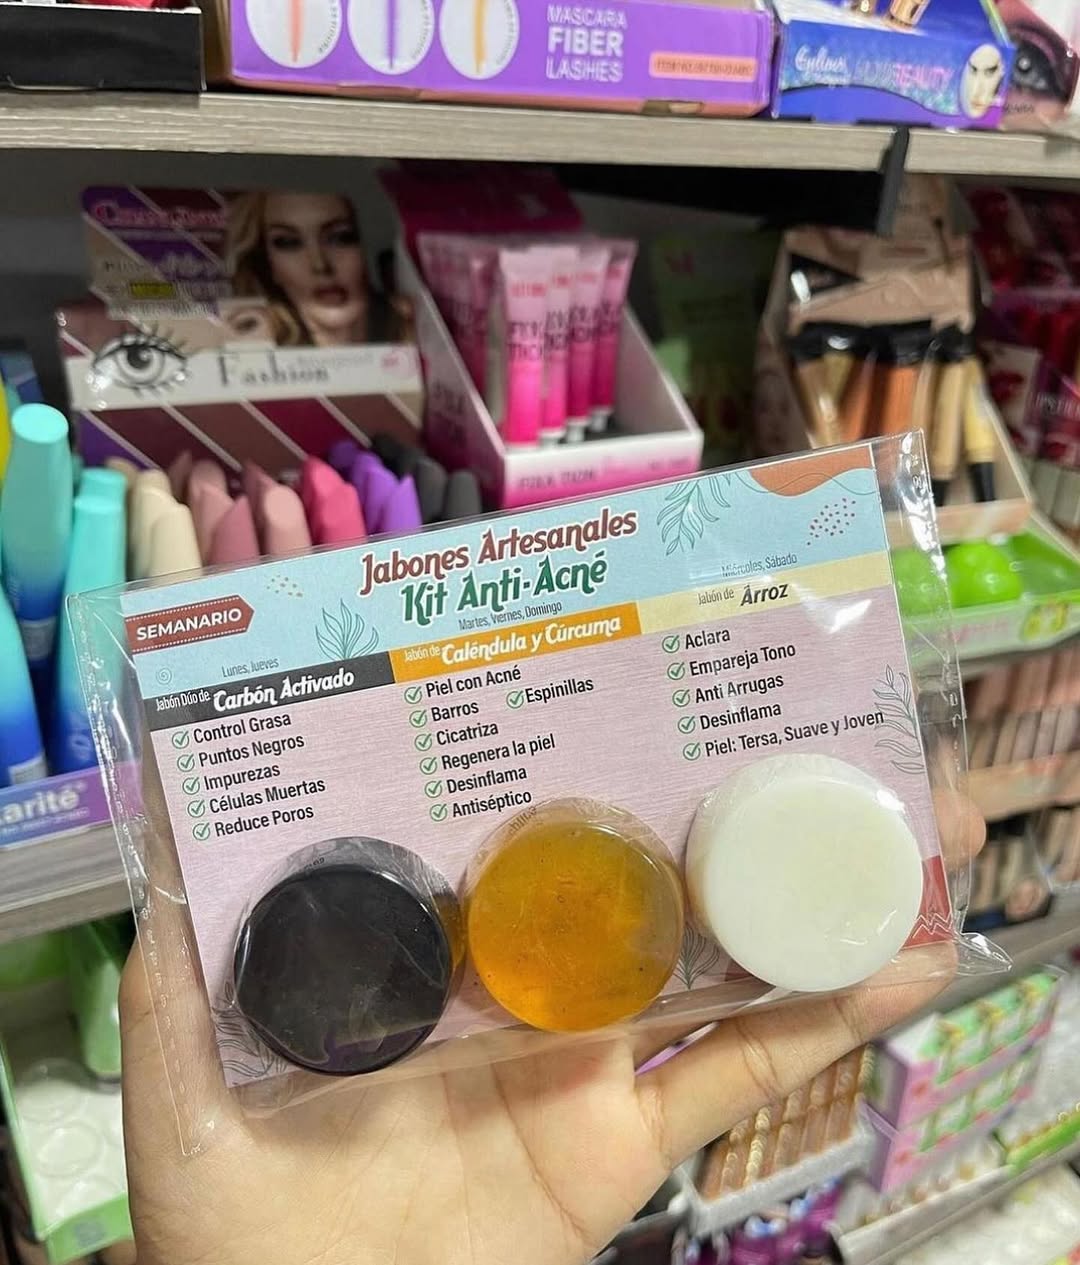 MASCARA
FIBER
LASHES
BEAUTY
Fashion
Jabones Artesanales
Kit Anti-Acné
SEMANARIO
Lunes, Jueves
Jabón Dúo de Carbón Activado
Control Grasa
Puntos Negros
Impurezas
Células Muertas
Reduce Poros
Martes, Viernes, Domingo
Jabón de Caléndula y Cúrcuma
Piel con Acné
Barros
Espinillas
Cicatriza
Regenera la piel
Desinflama
Antiséptico
Miércoles, Sábado
Jabón de Arroz
Aclara
Empareja Tono
Anti Arrugas
Desinflama
Piel: Tersa, Suave y Joven
arité